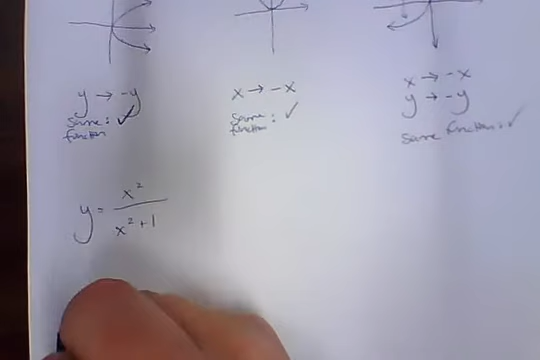 y → -y
Same :✓
function
x → -x
Same :✓
function
x → -x
y → -y
Same function:✓
y = x²/(x²+1)